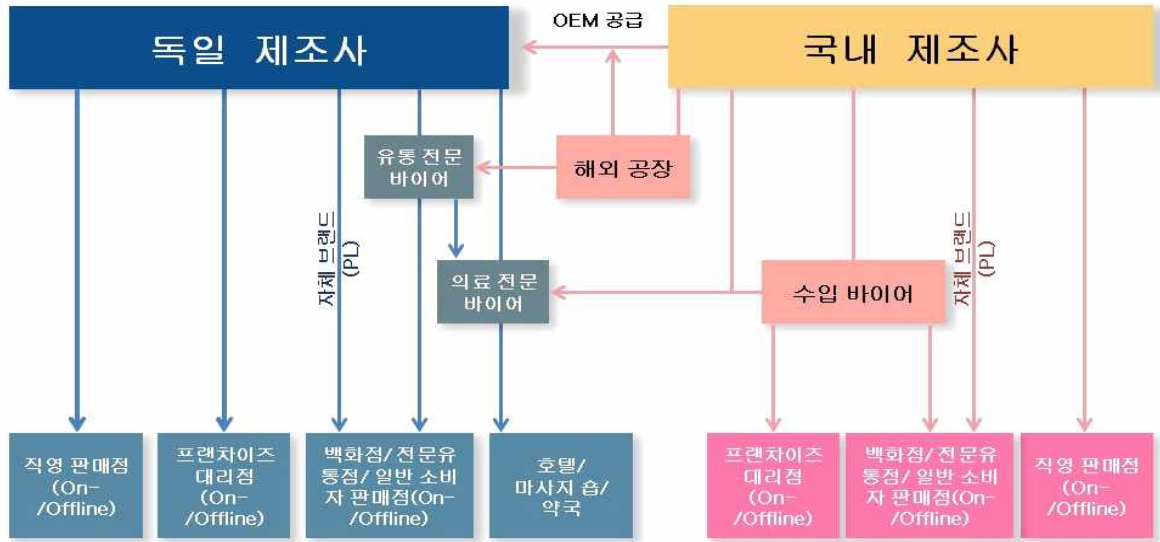 OEM 공급
독일 제조사
국내 제조사
유통 전문
바이어
해외 공장
자체 브랜드
(PL)
의료 전문
바이어
수입 바이어
자체 브랜드
(PL)
직영 판매점
(On-
/Offline)
프랜차이즈
대리점
(On-
/Offline)
백화점/ 전문유
통점/ 일반 소비
자 판매점(On-
/Offline)
호텔/
마사지 숍/
약국
프랜차이즈
대리점
(On-
/Offline)
백화점/ 전문유
통점/ 일반 소비
자 판매점(On-
/Offline)
직영 판매점
(On-
/Offline)